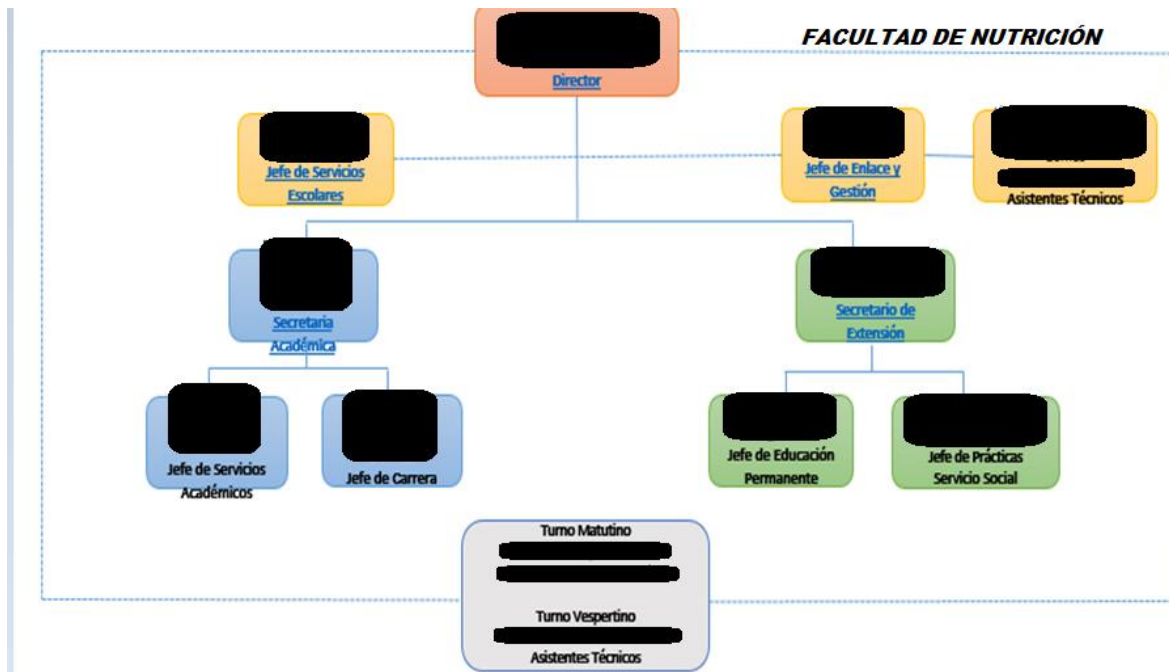 FACULTAD DE NUTRICIÓN
Director
Jefe de Servicios
Escolares
Jefe de Enlace y
Gestión
Asistentes Técnicos
Secretaria
Académica
Secretario de
Extensión
Jefe de Servicios
Académicos
Jefe de Carrera
Jefe de Educación
Permanente
Jefe de Prácticas
Servicio Social
Turno Matutino
Turno Vespertino
Asistentes Técnicos